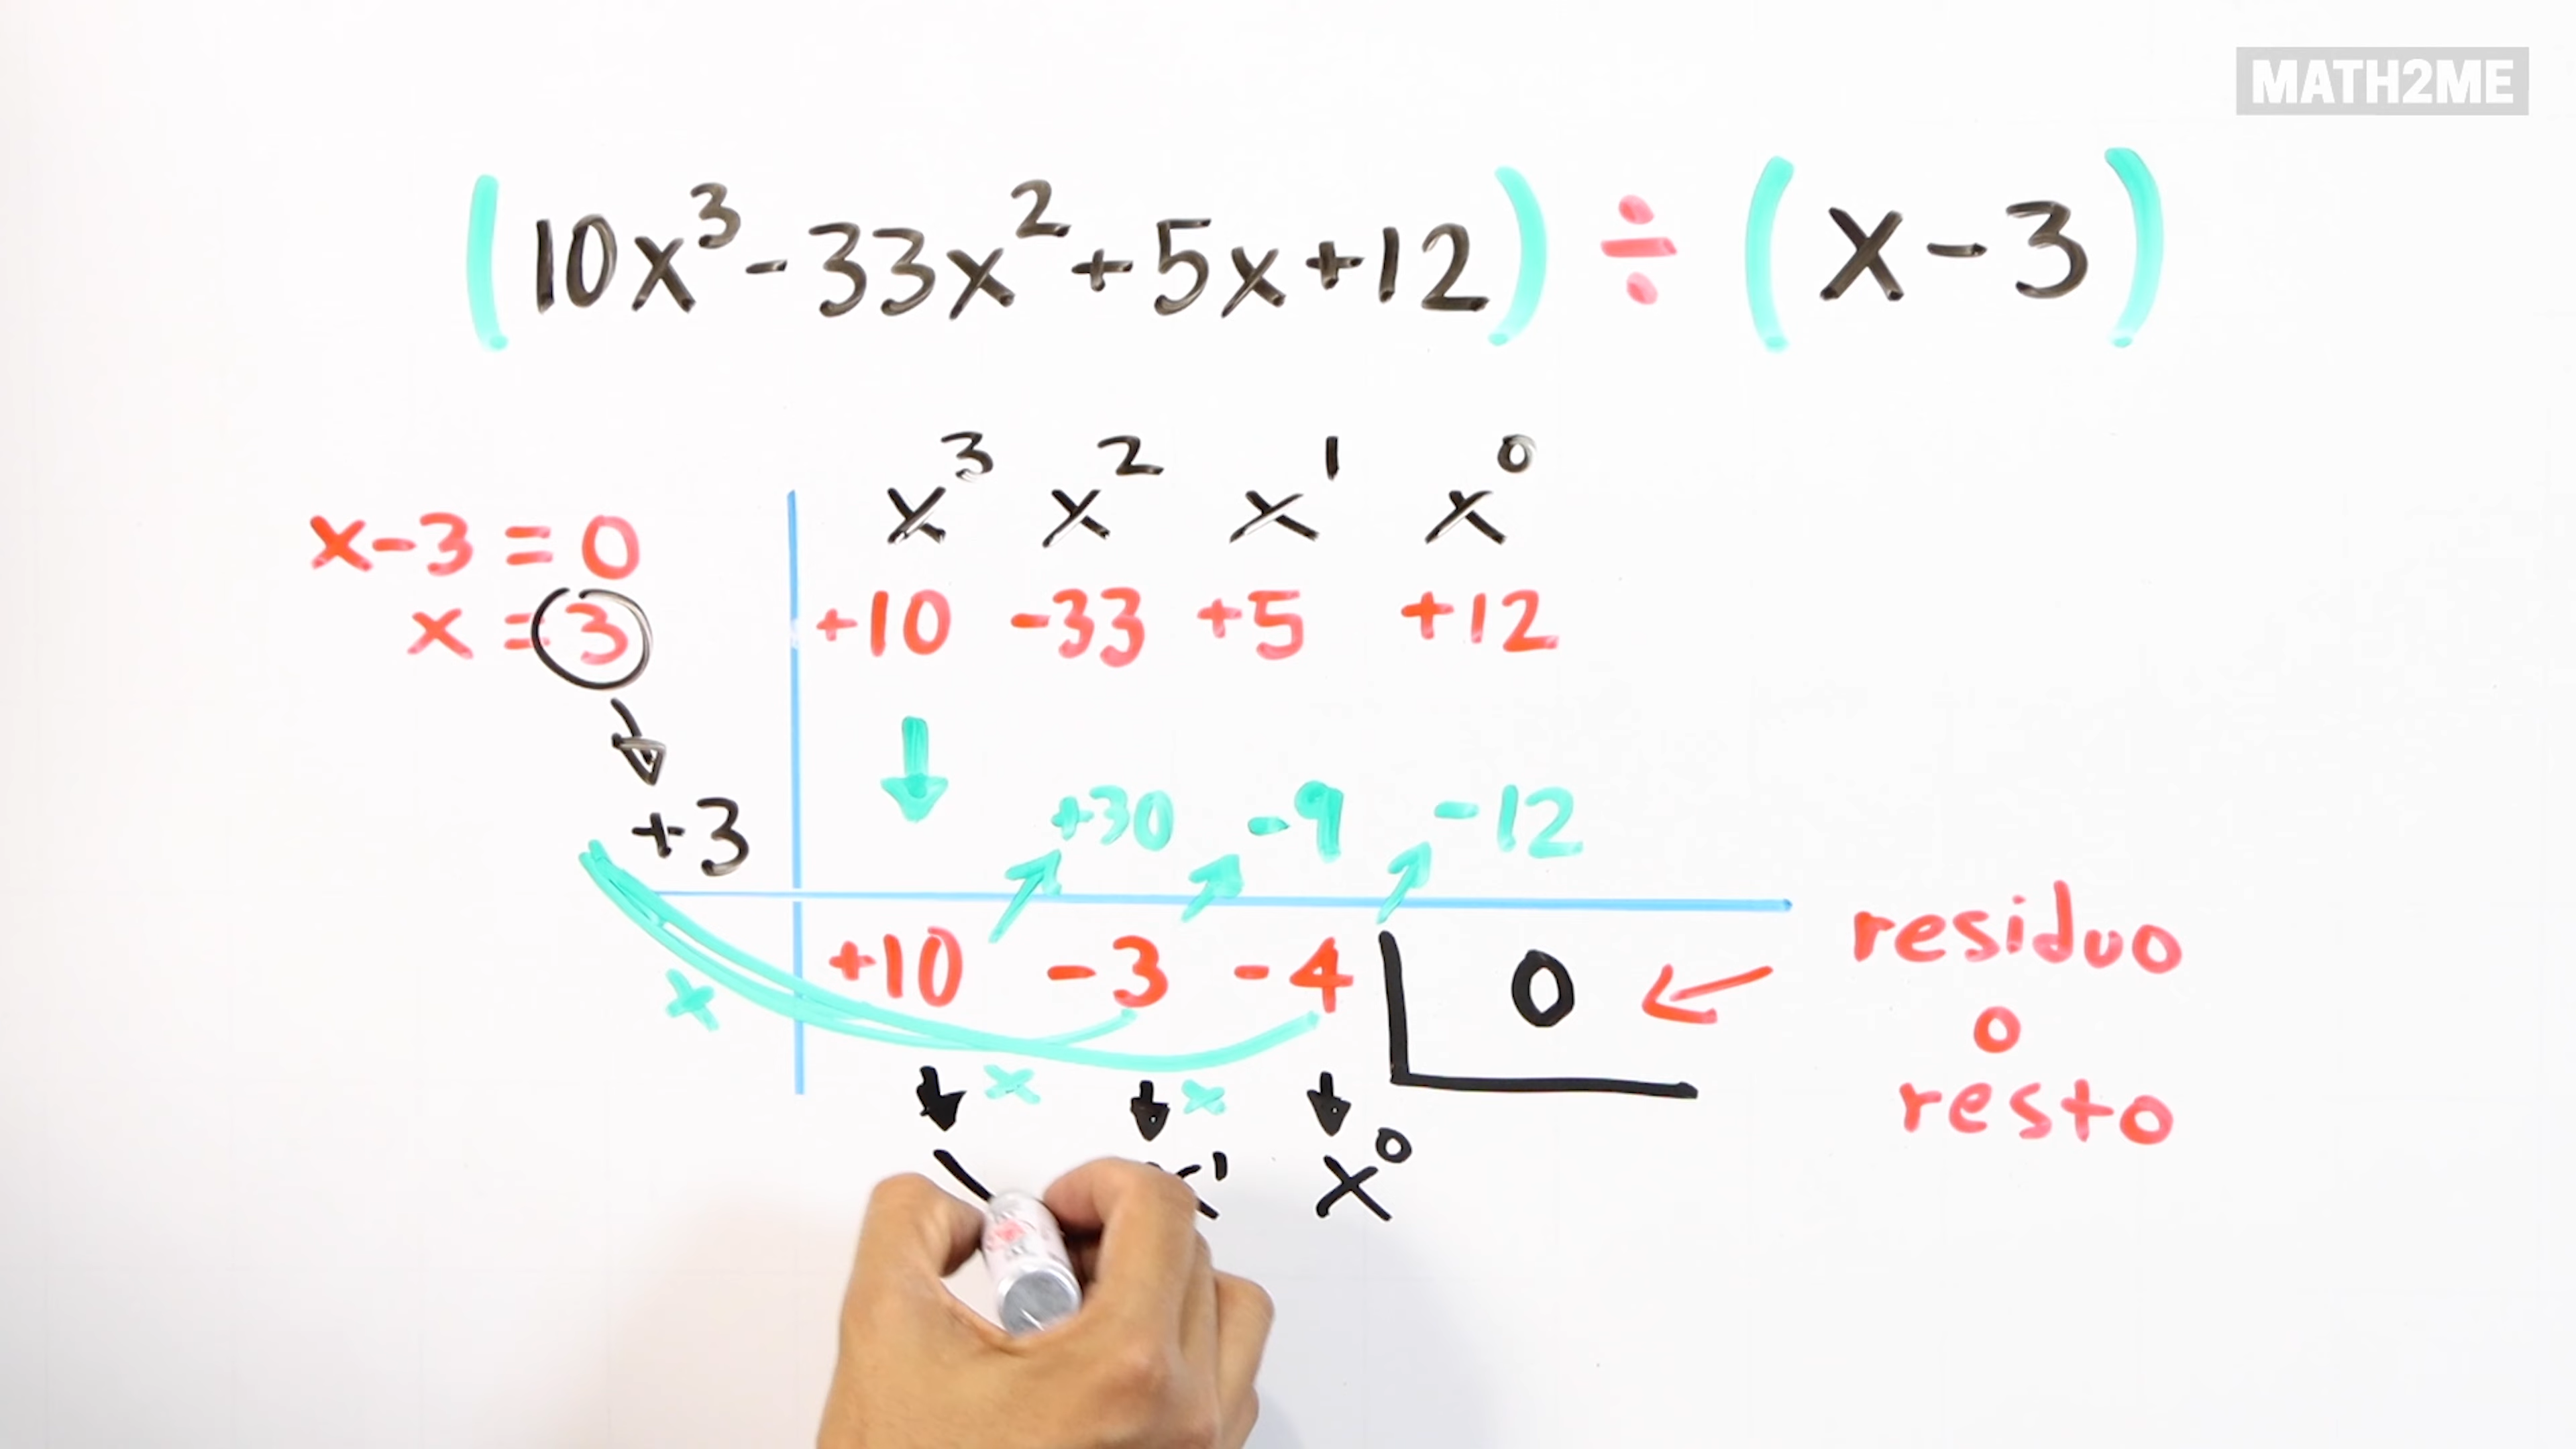 MATH2ME
(10x³-33x²+5x+12) ÷ (x-3)
x³ x² x¹ x⁰
x-3=0
+10 -33 +5 +12
x=3
+3
+30 -9 -12
+10 -3 -4 0
residuo
o
resto
x x x
x¹ x⁰